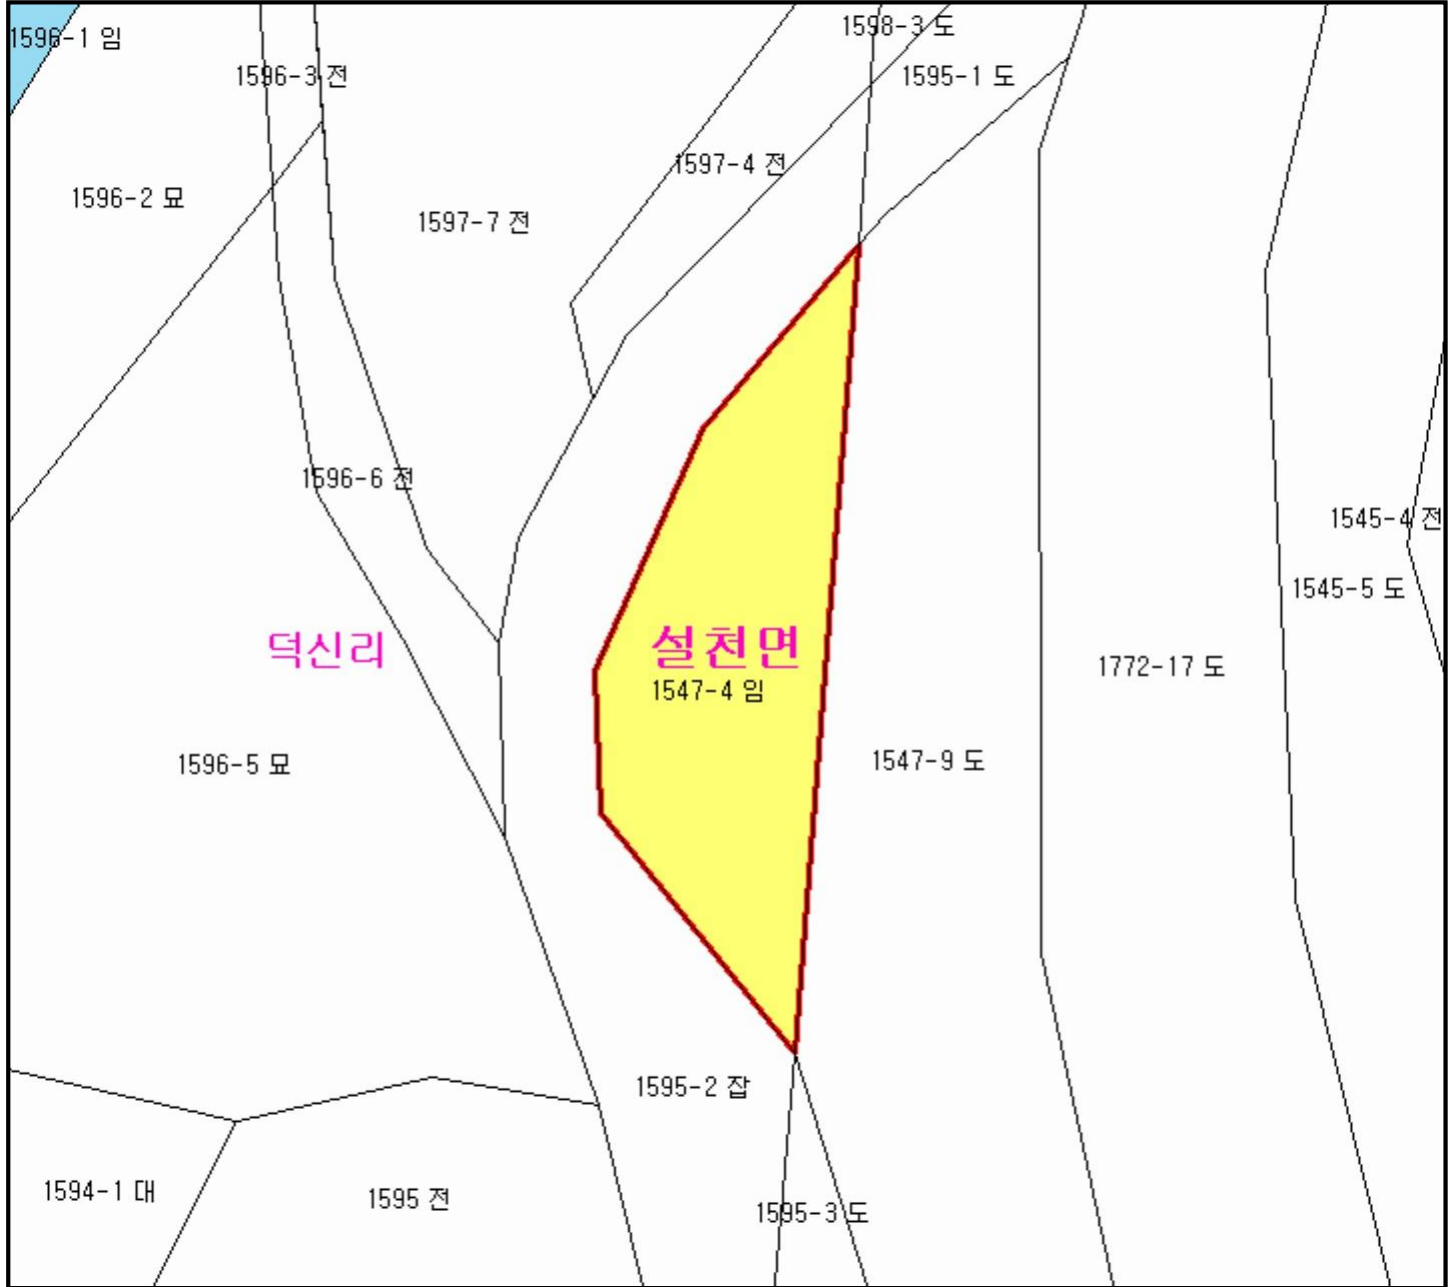 1598-3 도
1596-1 임
1596-3 전
1595-1 도
1597-4 전
1596-2 묘
1597-7 전
1596-6 전
1545-4 전
1545-5 도
덕신리
설천면
1772-17 도
1547-4 임
1596-5 묘
1547-9 도
1595-2 잡
1594-1 대
1595 전
1595-3 도